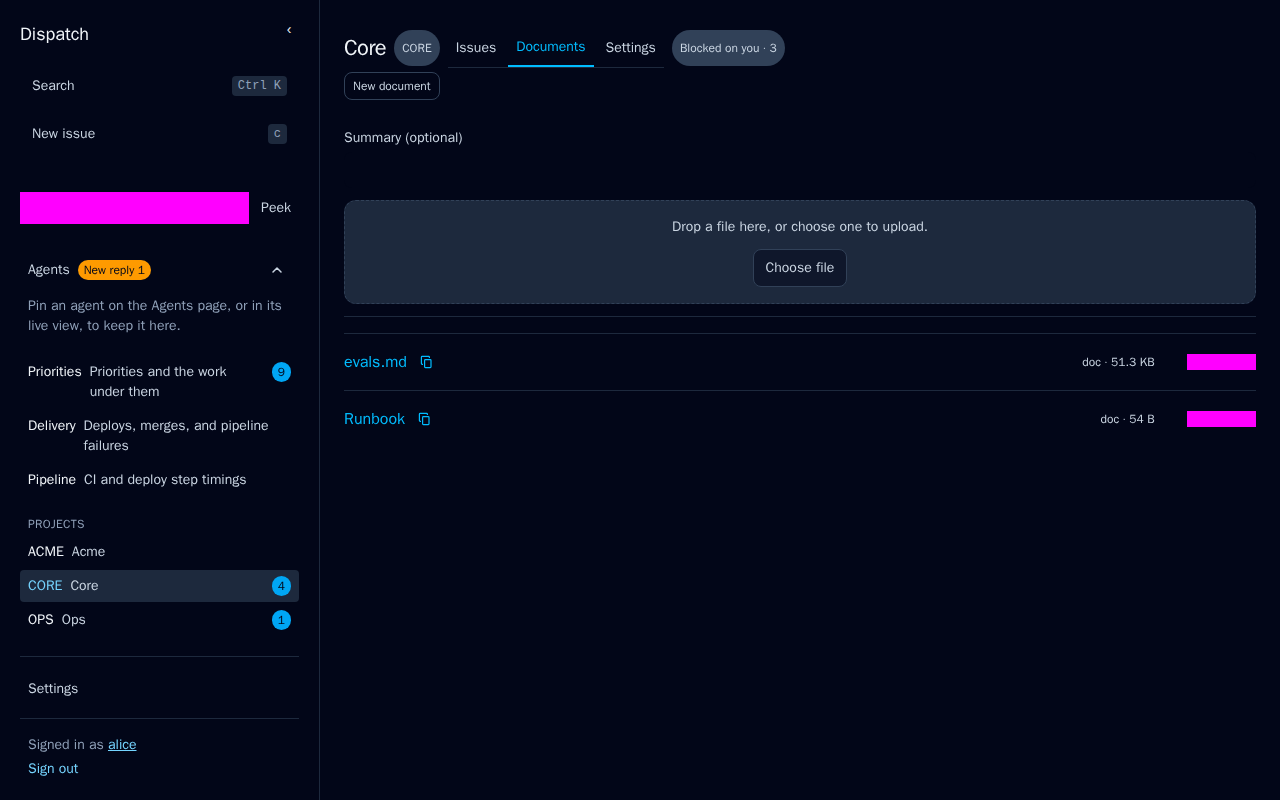 Dispatch
‹
Search Ctrl K
New issue C
Peek
Agents New reply 1
Pin an agent on the Agents page, or in its
live view, to keep it here.
Priorities Priorities and the work
under them 9
Delivery Deploys, merges, and pipeline
failures
Pipeline CI and deploy step timings
PROJECTS
ACME Acme
CORE Core 4
OPS Ops 1
Settings
Signed in as alice
Sign out
Core CORE Issues Documents Settings Blocked on you · 3
New document
Summary (optional)
Drop a file here, or choose one to upload.
Choose file
evals.md doc · 51.3 KB
Runbook doc · 54 B